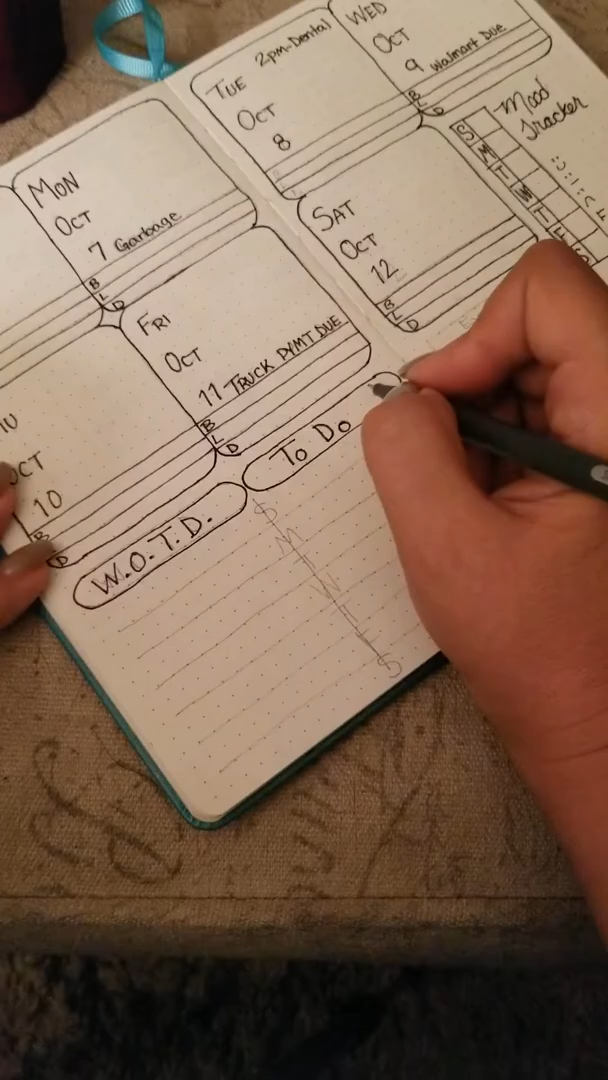 MON
OCT
7 Garbage
B
L
D
TUE 2pm-Dental
OCT
8
WED
OCT
9 Walmart Due
B
L
D
OCT
10
B
D
FRI
OCT
11 TRUCK PYMT DUE
B
L
D
SAT
OCT
12
B
L
D
Mood
Tracker
S
M
T
W
T
F
S
W.O.T.D.
To Do
S
M
T
W
T
F
S